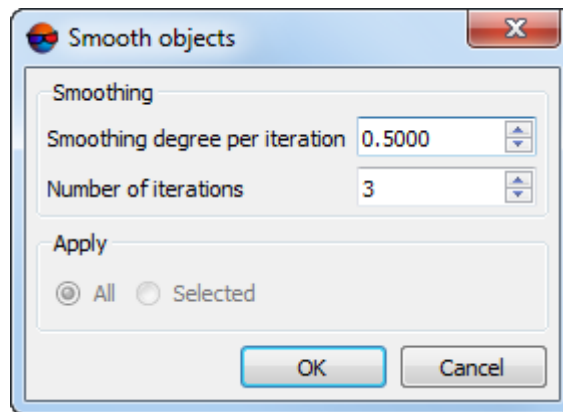 Smooth objects
Smoothing
Smoothing degree per iteration 0.5000
Number of iterations 3
Apply
All Selected
OK Cancel